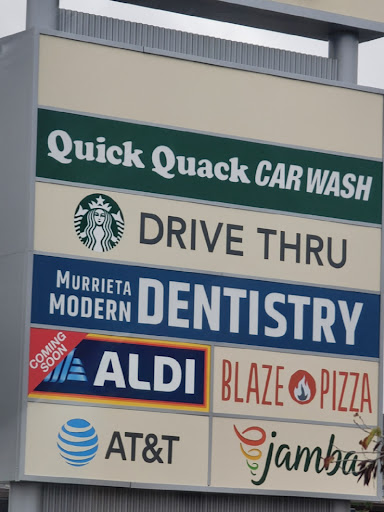 Quick Quack CAR WASH
DRIVE THRU
MURRIETA
MODERN DENTISTRY
COMING
SOON
ALDI
BLAZE PIZZA
AT&T
jamba